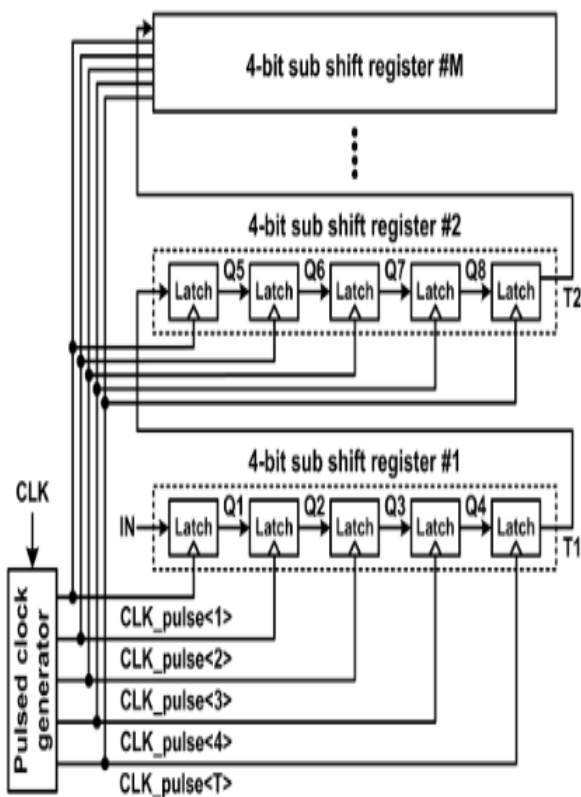 4-bit sub shift register #M
4-bit sub shift register #2
Q5 Q6 Q7 Q8
Latch Latch Latch Latch Latch
T2
4-bit sub shift register #1
CLK
Q1 Q2 Q3 Q4
IN Latch Latch Latch Latch Latch
T1
Pulsed clock
generator
CLK_pulse<1>
CLK_pulse<2>
CLK_pulse<3>
CLK_pulse<4>
CLK_pulse<T>